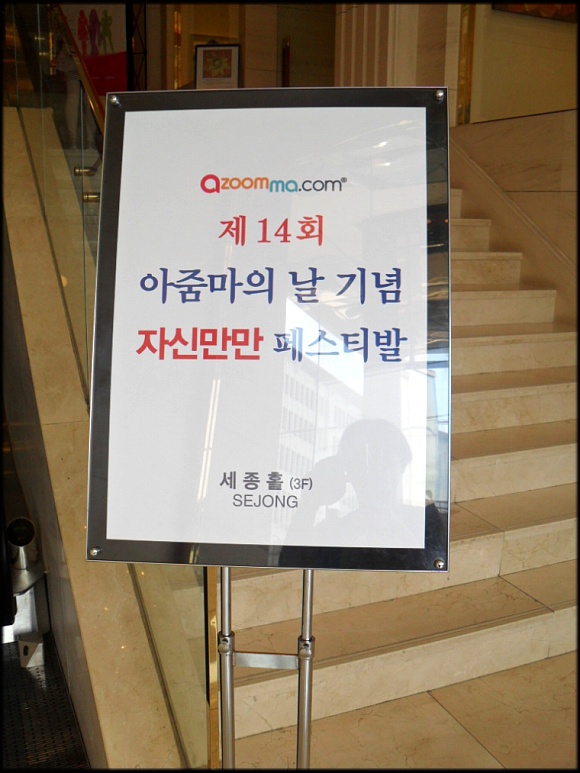 azoomma.com®
제 14회
아줌마의 날 기념
자신만만 페스티발
세종홀 (3F)
SEJONG